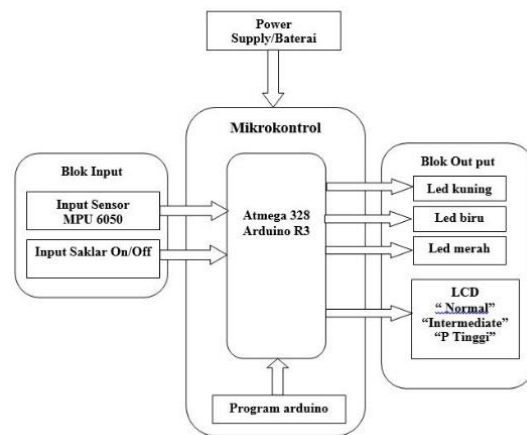 Power
Supply/Baterai
Mikrokontrol
Blok Input
Input Sensor
MPU 6050
Input Saklar On/Off
Atmega 328
Arduino R3
Program arduino
Blok Out put
Led kuning
Led biru
Led merah
LCD
“ Normal”
“Intermediate”
“P Tinggi”